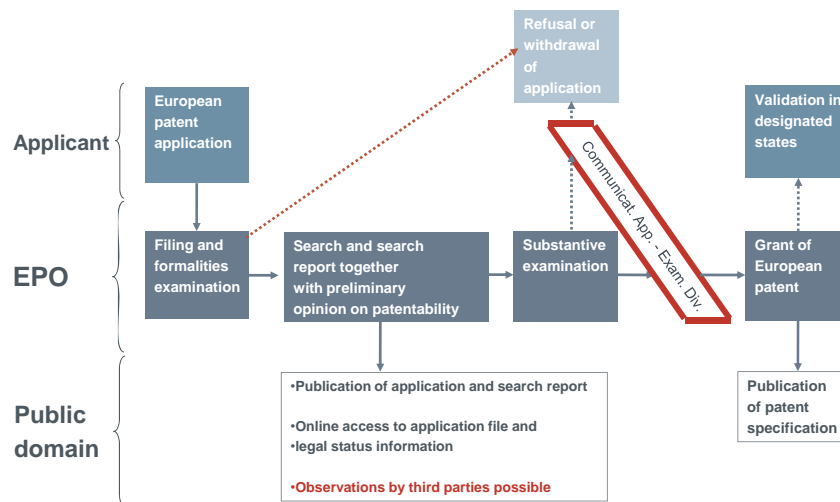 Refusal or
withdrawal
of
application
Applicant
European
patent
application
Validation in
designated
states
Communicat. App. - Exam. Div.
EPO
Filing and
formalities
examination
Search and search
report together
with preliminary
opinion on patentability
Substantive
examination
Grant of
European
patent
Public
domain
•Publication of application and search report
•Online access to application file and
•legal status information
•Observations by third parties possible
Publication
of patent
specification